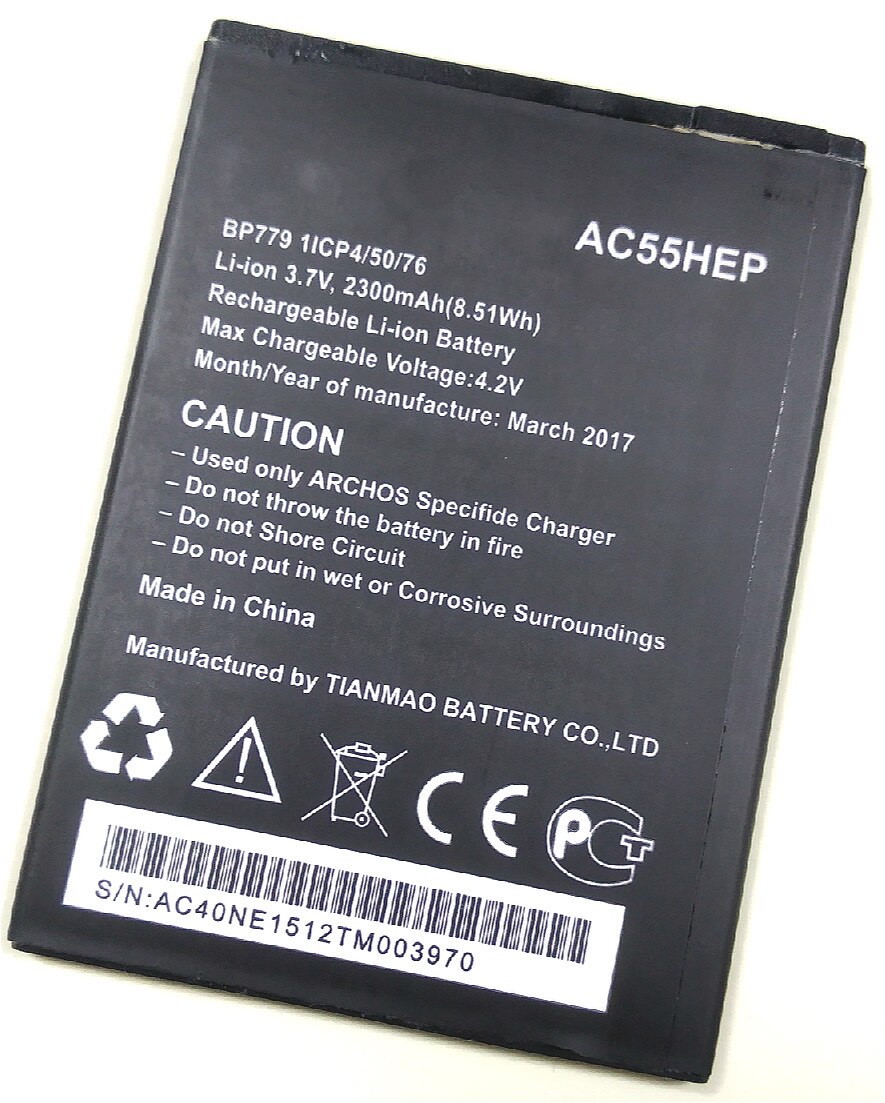 AC55HEP
BP779 1ICP4/50/76
Li-ion 3.7V, 2300mAh(8.51Wh)
Rechargeable Li-ion Battery
Max Chargeable Voltage:4.2V
Month/Year of manufacture: March 2017
CAUTION
– Used only ARCHOS Specifide Charger
– Do not throw the battery in fire
– Do not Shore Circuit
– Do not put in wet or Corrosive Surroundings
Made in China
Manufactured by TIANMAO BATTERY CO.,LTD
CE PCT
S/N:AC40NE1512TM003970